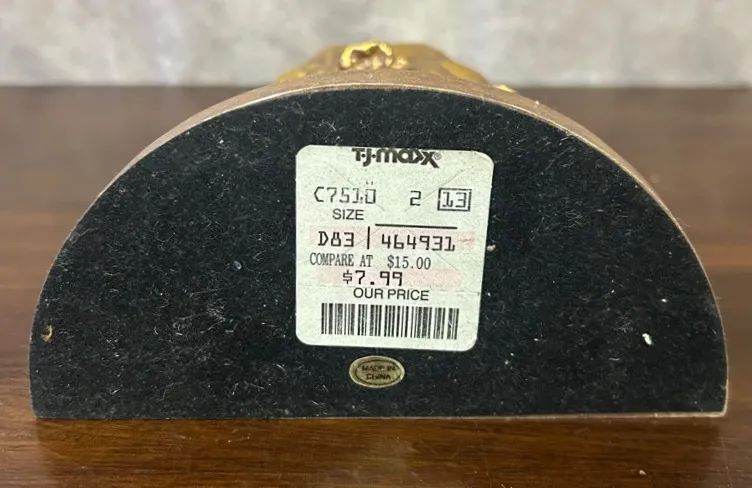 T·J·maxx®
C7510 2 13
SIZE
D83 | 464931
COMPARE AT $15.00
$7.99
OUR PRICE
MADE IN
CHINA